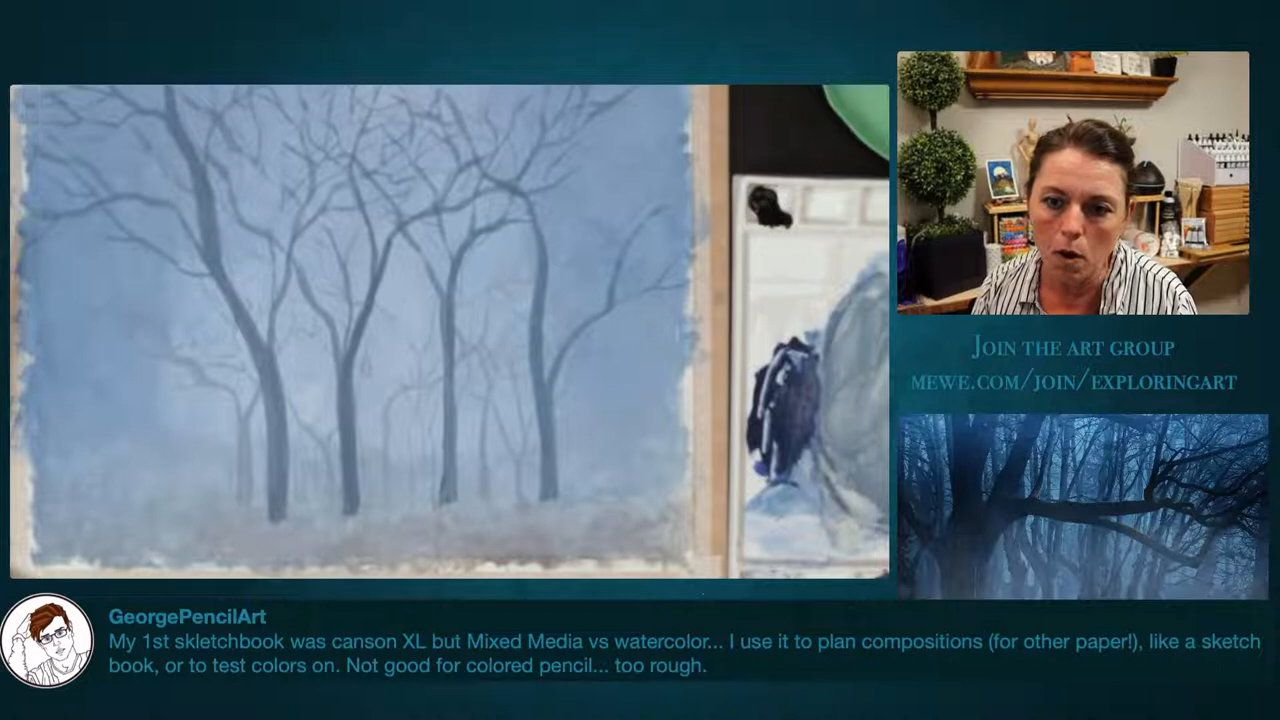 Join the art group
mewe.com/join/exploringart
GeorgePencilArt
My 1st skletchbook was canson XL but Mixed Media vs watercolor... I use it to plan compositions (for other paper!), like a sketch
book, or to test colors on. Not good for colored pencil... too rough.